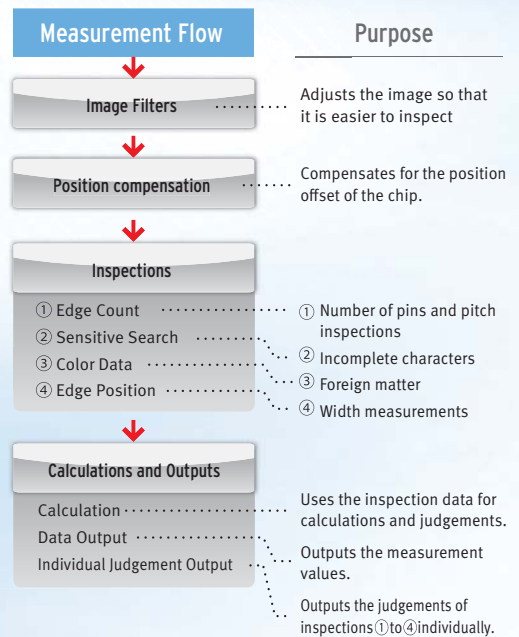 Measurement Flow
Purpose
Image Filters
Adjusts the image so that
it is easier to inspect
Position compensation
Compensates for the position
offset of the chip.
Inspections
① Edge Count
① Number of pins and pitch
inspections
② Sensitive Search
② Incomplete characters
③ Color Data
③ Foreign matter
④ Edge Position
④ Width measurements
Calculations and Outputs
Calculation
Uses the inspection data for
calculations and judgements.
Data Output
Outputs the measurement
values.
Individual Judgement Output
Outputs the judgements of
inspections①to④individually.